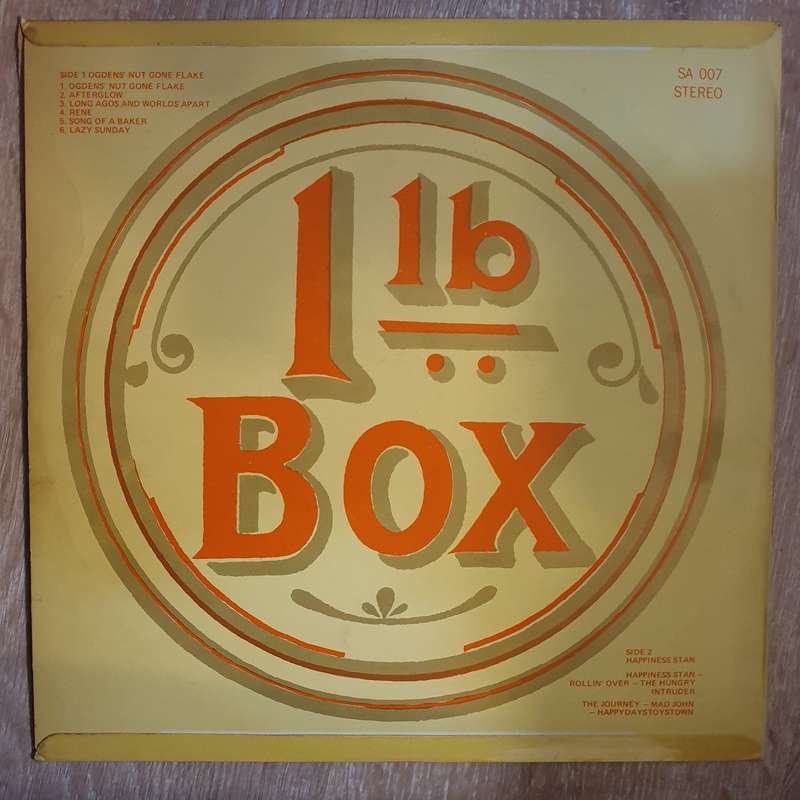 SIDE 1 OGDENS' NUT GONE FLAKE
1. OGDENS' NUT GONE FLAKE
2. AFTERGLOW
3. LONG AGOS AND WORLDS APART
4. RENE
5. SONG OF A BAKER
6. LAZY SUNDAY
SA 007
STEREO
1 lb
BOX
SIDE 2
HAPPINESS STAN
HAPPINESS STAN –
ROLLIN' OVER – THE HUNGRY
INTRUDER
THE JOURNEY – MAD JOHN
– HAPPYDAYSTOYSTOWN